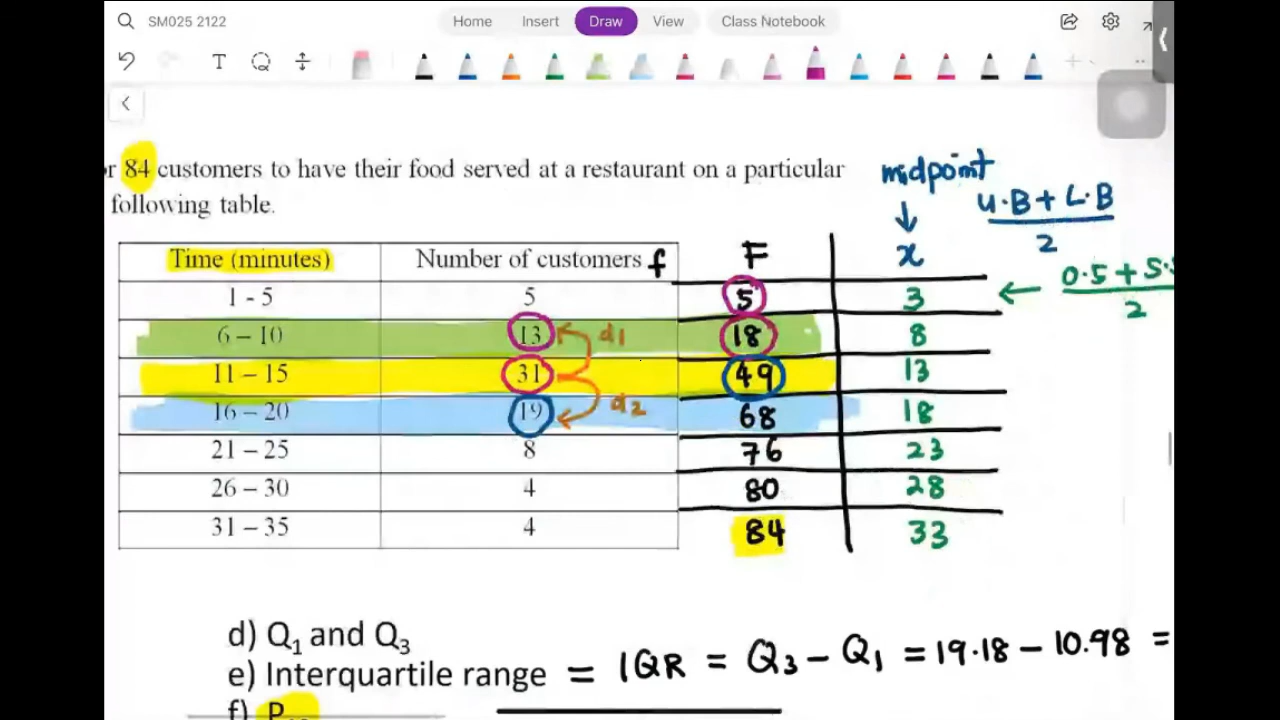 SM025 2122
Home Insert Draw View Class Notebook
T
r 84 customers to have their food served at a restaurant on a particular
following table.
midpoint
U.B + L.B
2
Time (minutes) Number of customers f F x
0.5 + 5.
2
1 - 5 5 5 3
6 – 10 13 18 8
d1
11 – 15 31 49 13
16 – 20 19 68 18
d2
21 – 25 8 76 23
26 – 30 4 80 28
31 – 35 4 84 33
d) Q1 and Q3
e) Interquartile range = IQR = Q3 – Q1 = 19.18 – 10.98 =
f) P